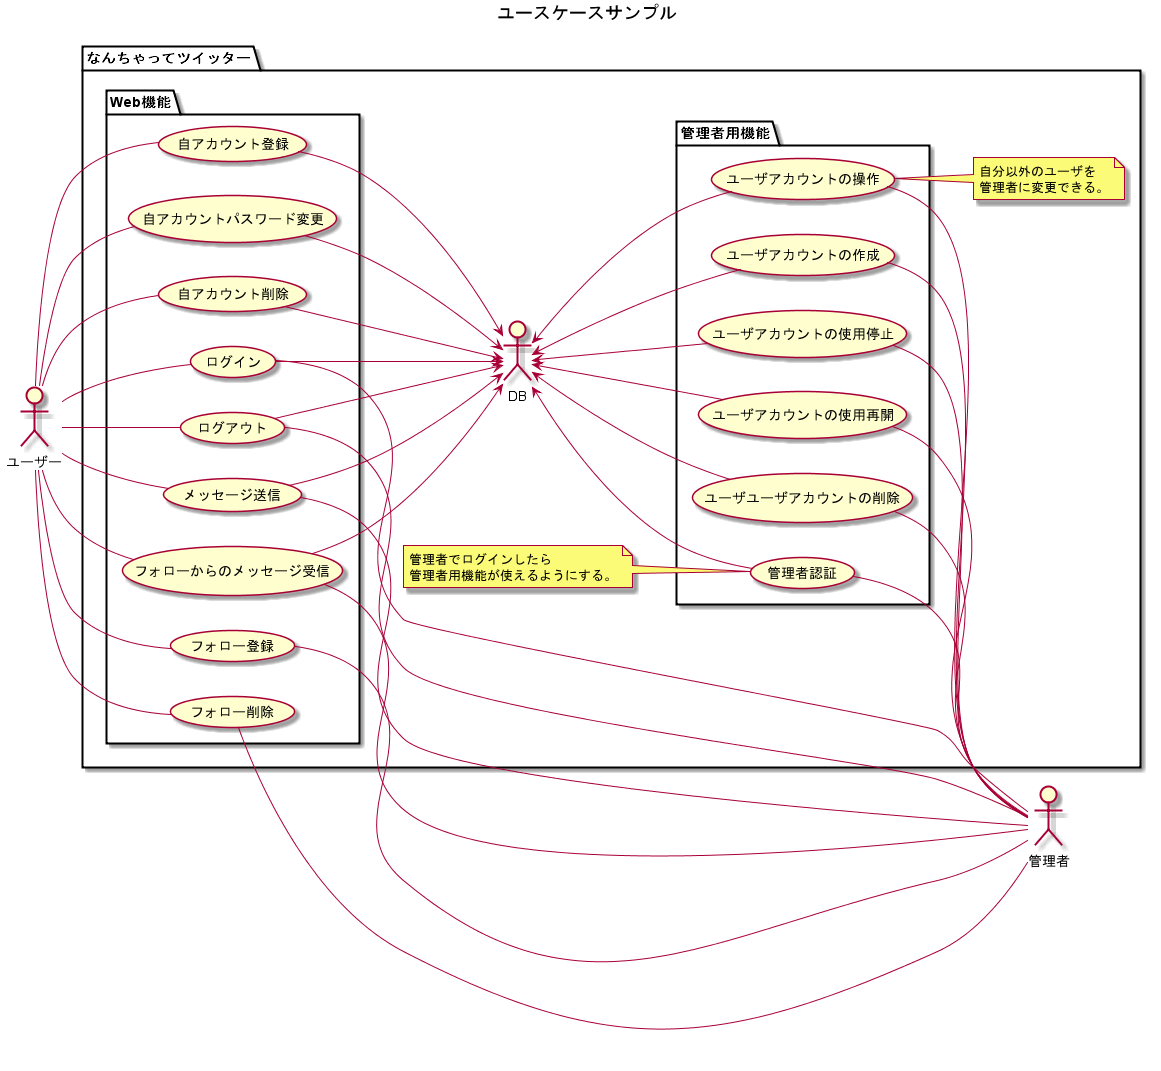 ユースケースサンプル
なんちゃってツイッター
Web機能
自アカウント登録
自アカウントパスワード変更
自アカウント削除
ログイン
ログアウト
メッセージ送信
フォローからのメッセージ受信
フォロー登録
フォロー削除
ユーザー
DB
管理者用機能
ユーザアカウントの操作
ユーザアカウントの作成
ユーザアカウントの使用停止
ユーザアカウントの使用再開
ユーザユーザアカウントの削除
管理者認証
自分以外のユーザを
管理者に変更できる。
管理者でログインしたら
管理者用機能が使えるようにする。
管理者